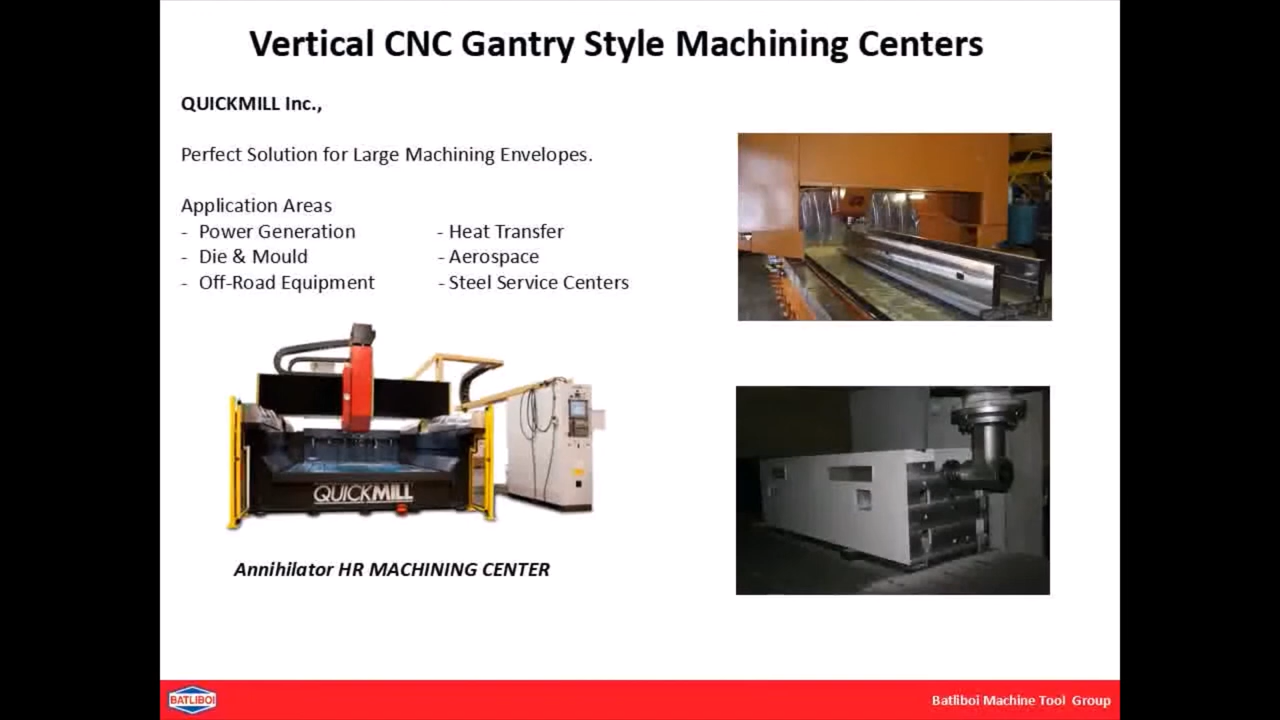 Vertical CNC Gantry Style Machining Centers
QUICKMILL Inc.,
Perfect Solution for Large Machining Envelopes.
Application Areas
- Power Generation - Heat Transfer
- Die & Mould - Aerospace
- Off-Road Equipment - Steel Service Centers
QUICKMILL
Annihilator HR MACHINING CENTER
BATLIBOI
Batliboi Machine Tool Group